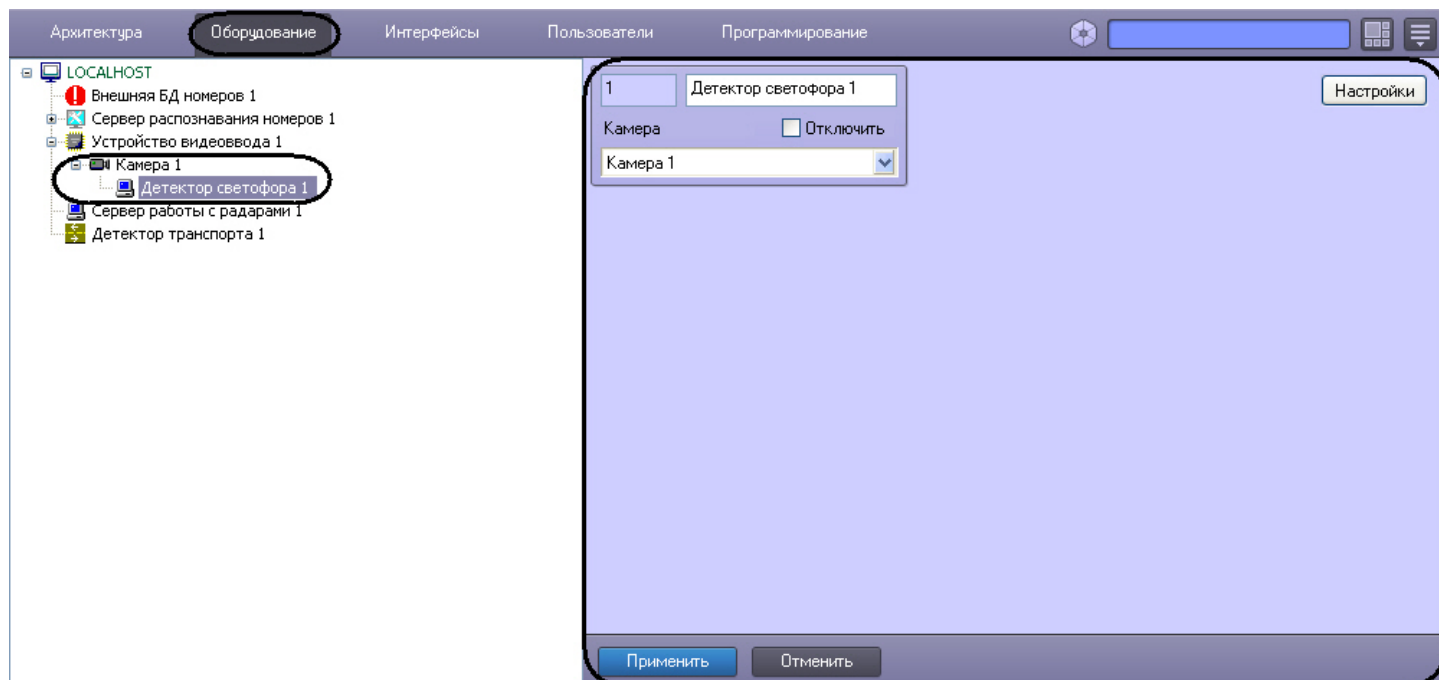 Архитектура Оборудование Интерфейсы Пользователи Программирование
LOCALHOST
Внешняя БД номеров 1
Сервер распознавания номеров 1
Устройство видеоввода 1
Камера 1
Детектор светофора 1
Сервер работы с радарами 1
Детектор транспорта 1
1 Детектор светофора 1
Настройки
Камера Отключить
Камера 1
Применить Отменить